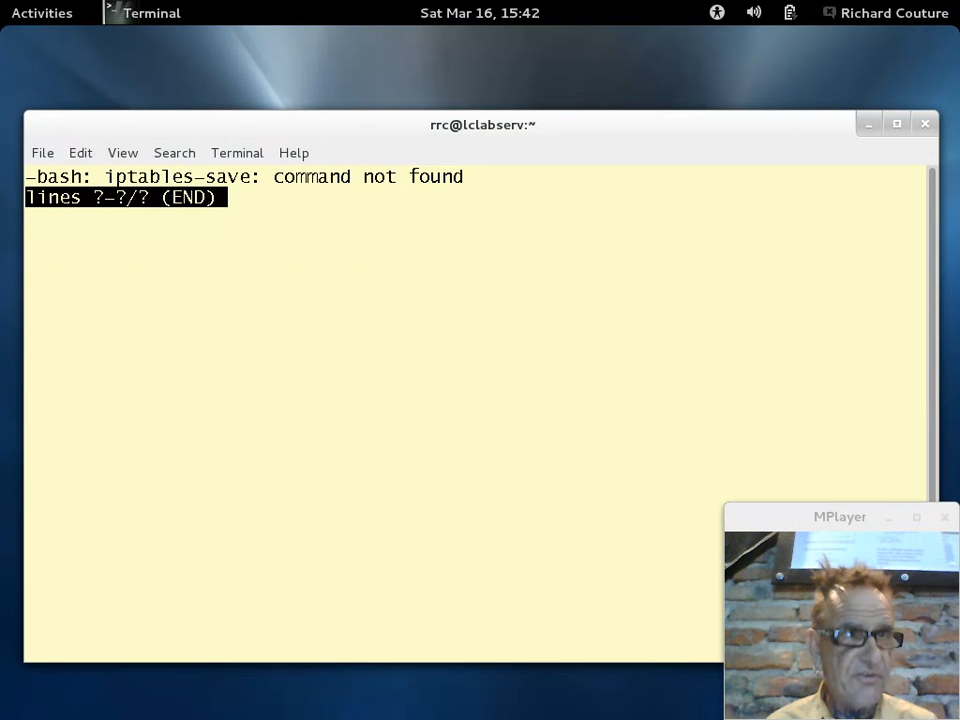 Activities Terminal Sat Mar 16, 15:42 Richard Couture
rrc@lclabserv:~
File Edit View Search Terminal Help
-bash: iptables-save: command not found
lines ?-?/? (END)
MPlayer